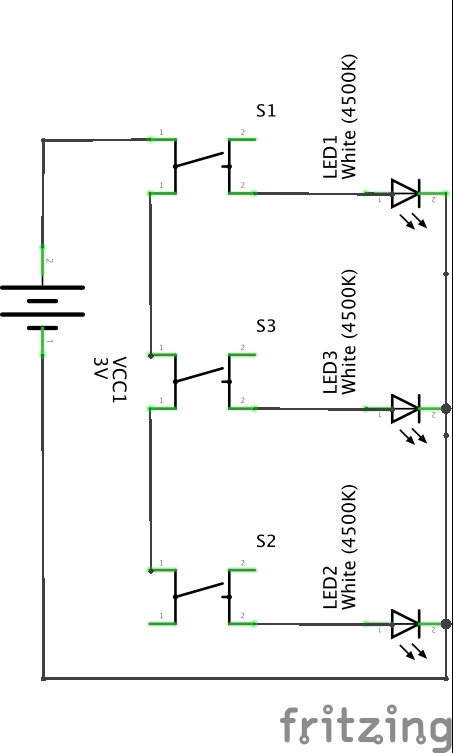 S1
1
2
1
2
LED1
White (4500K)
1
2
2
1
VCC1
3V
S3
1
2
1
2
LED3
White (4500K)
1
2
S2
1
2
1
2
LED2
White (4500K)
1
2
fritzing